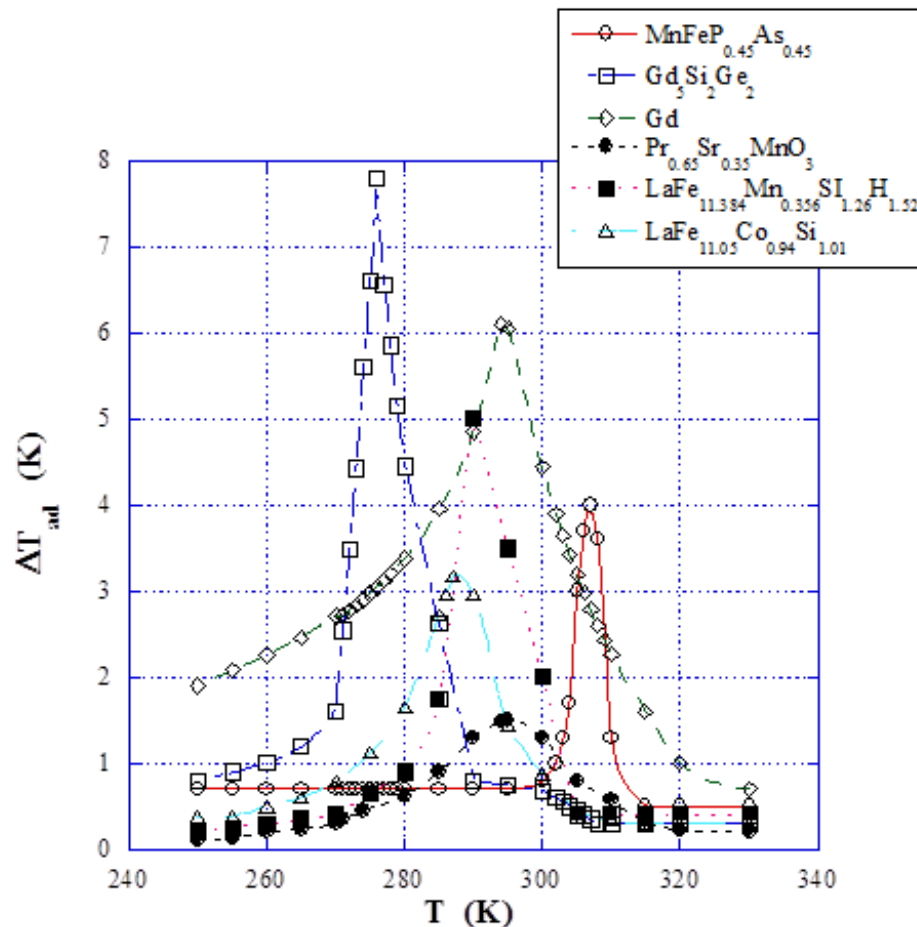 MnFeP0.45As0.45
Gd5Si2Ge2
Gd
Pr0.65Sr0.35MnO3
LaFe11.384Mn0.356SI1.26H1.52
LaFe11.05Co0.94Si1.01
8
7
6
5
4
3
2
1
0
ΔTad (K)
240 260 280 300 320 340
T (K)